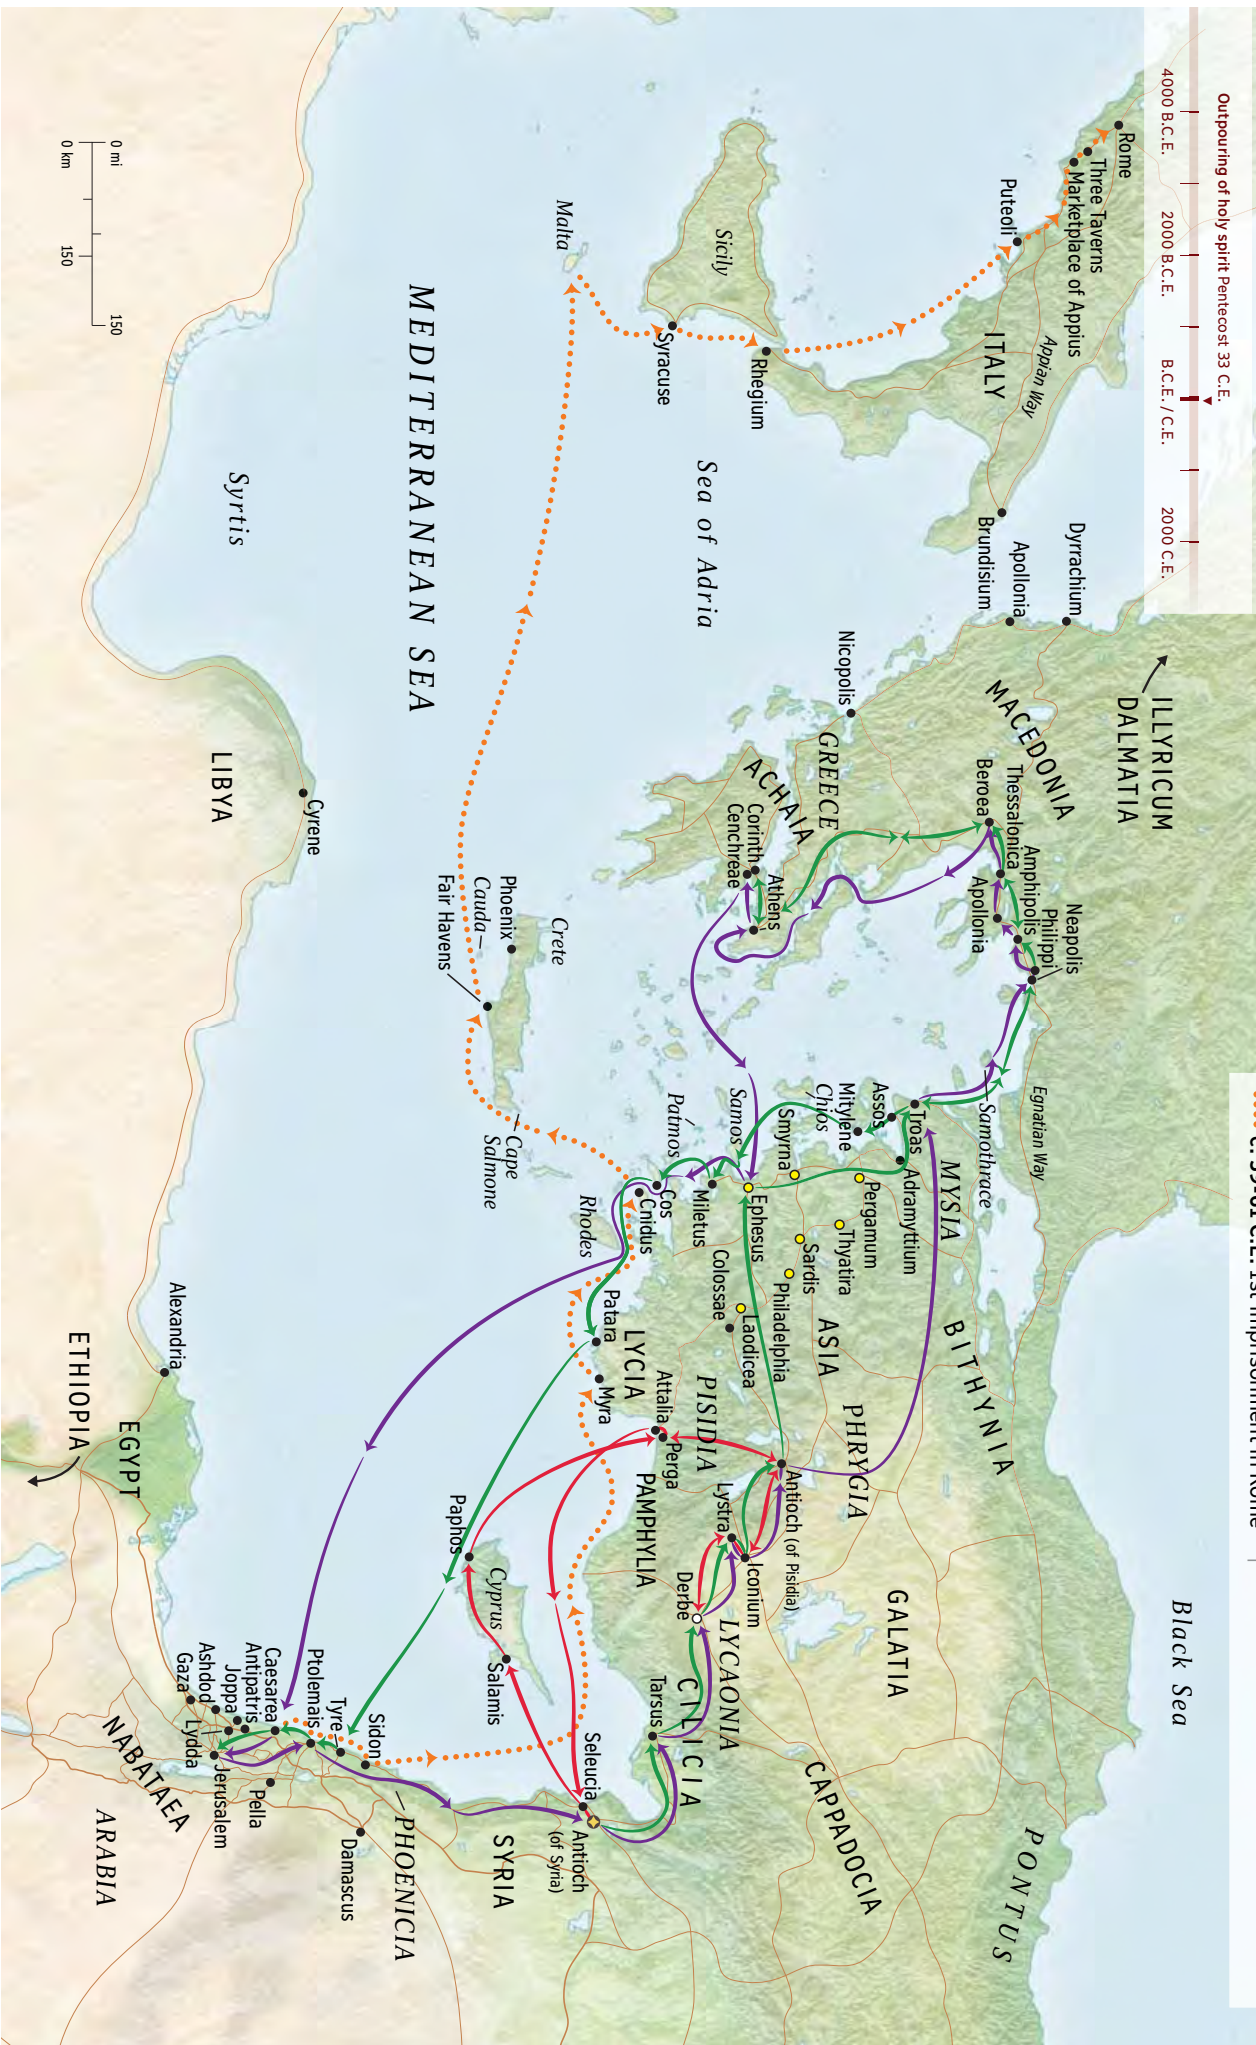 Outpouring of holy spirit Pentecost 33 C.E.
4000 B.C.E.
2000 B.C.E.
B.C.E. / C.E.
2000 C.E.
1st imprisonment in Rome
ILLYRICUM
DALMATIA
Black Sea
Rome
Three Taverns
Marketplace of Appius
Puteoli
ITALY
Appian Way
Brundisium
Dyrrachium
Apollonia
MACEDONIA
Neapolis
Philippi
Amphipolis
Thessalonica
Beroea
Apollonia
Egnatian Way
Samothrace
BITHYNIA
PONTUS
Nicopolis
GREECE
ACHAIA
Corinth
Cenchreae
Athens
Troas
Assos
Mitylene
Chios
Smyrna
Samos
Patmos
MYSIA
Adramyttium
Pergamum
Thyatira
Sardis
Philadelphia
Ephesus
Laodicea
Colossae
Miletus
ASIA
PHRYGIA
GALATIA
CAPPADOCIA
Antioch (of Pisidia)
Iconium
Lystra
Derbe
LYCAONIA
PISIDIA
Sicily
Rhegium
Syracuse
Malta
Sea of Adria
Cos
Cnidus
Rhodes
Patara
LYCIA
Myra
Attalia
Perga
PAMPHYLIA
Tarsus
CILICIA
Crete
Phoenix
Cauda
Fair Havens
Cape
Salmone
Paphos
Cyprus
Salamis
Seleucia
Antioch
(of Syria)
SYRIA
MEDITERRANEAN SEA
Syrtis
LIBYA
Cyrene
Alexandria
EGYPT
ETHIOPIA
Sidon
Tyre
Ptolemais
Caesarea
Antipatris
Joppa
Ashdod
Gaza
Lydda
Jerusalem
Pella
Damascus
PHOENICIA
NABATAEA
ARABIA
0 mi
150
0 km
150